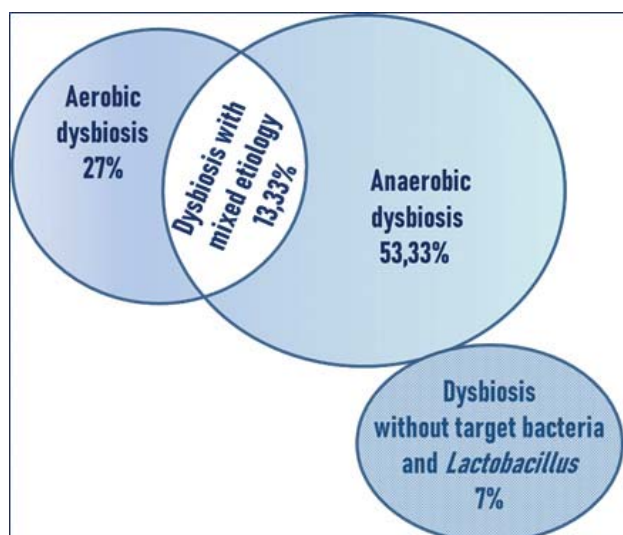 Aerobic
dysbiosis
27%
Dysbiosis with
mixed etiology
13,33%
Anaerobic
dysbiosis
53,33%
Dysbiosis
without target bacteria
and Lactobacillus
7%